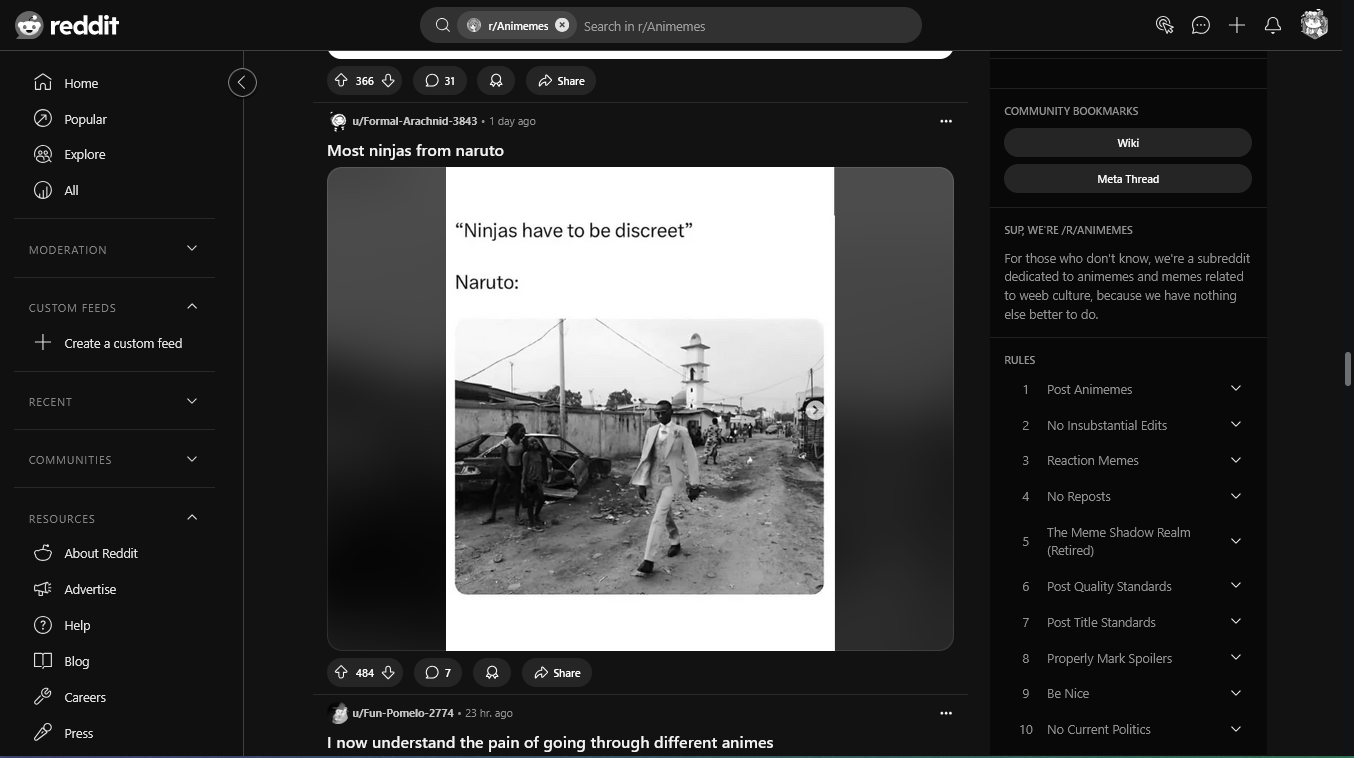 reddit
r/Animemes
Search in r/Animemes
Home
Popular
Explore
All
MODERATION
CUSTOM FEEDS
Create a custom feed
RECENT
COMMUNITIES
RESOURCES
About Reddit
Advertise
Help
Blog
Careers
Press
366
31
Share
u/Formal-Arachnid-3843 • 1 day ago
Most ninjas from naruto
“Ninjas have to be discreet”
Naruto:
484
7
Share
u/Fun-Pomelo-2774 • 23 hr. ago
I now understand the pain of going through different animes
COMMUNITY BOOKMARKS
Wiki
Meta Thread
SUP, WE'RE /R/ANIMEMES
For those who don't know, we're a subreddit
dedicated to animemes and memes related
to weeb culture, because we have nothing
else better to do.
RULES
1 Post Animemes
2 No Insubstantial Edits
3 Reaction Memes
4 No Reposts
5 The Meme Shadow Realm
(Retired)
6 Post Quality Standards
7 Post Title Standards
8 Properly Mark Spoilers
9 Be Nice
10 No Current Politics